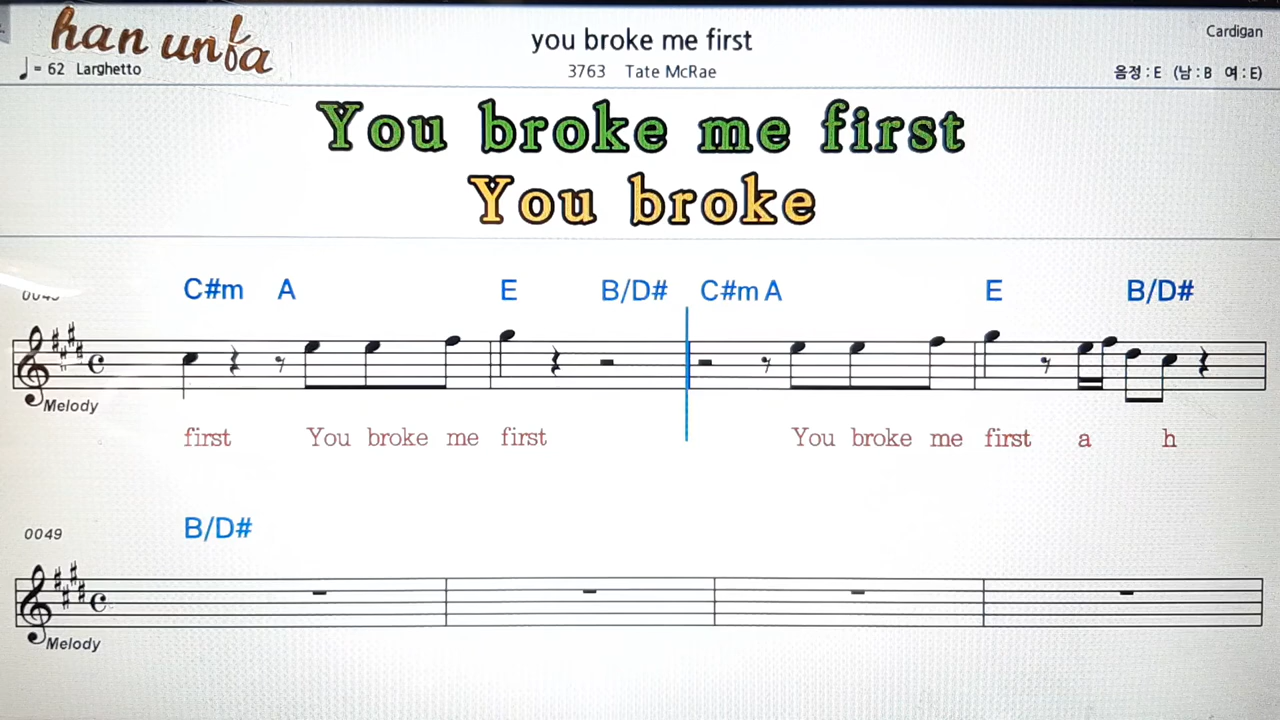 han unba
you broke me first
Cardigan
♩= 62 Larghetto
3763 Tate McRae
음정 : E (남 : B 여 : E)
You broke me first
You broke
C#m A E B/D# C#m A E B/D#
Melody
first You broke me first You broke me first a h
0049
B/D#
Melody